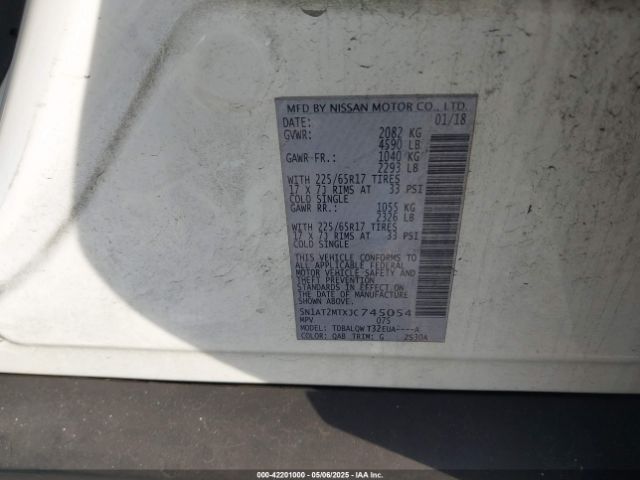 MFD BY NISSAN MOTOR CO., LTD.
DATE: 01/18
GVWR: 2082 KG
4590 LB
GAWR FR.: 1040 KG
2293 LB
WITH 225/65R17 TIRES
17 X 7J RIMS AT 33 PSI
COLD SINGLE
GAWR RR.: 1055 KG
2326 LB
WITH 225/65R17 TIRES
17 X 7J RIMS AT 33 PSI
COLD SINGLE
THIS VEHICLE CONFORMS TO
ALL APPLICABLE FEDERAL
MOTOR VEHICLE SAFETY AND
THEFT PREVENTION
STANDARDS IN EFFECT ON
THE DATE OF MANUFACTURE
SHOWN ABOVE.
5N1AT2MTXJC745054
MPV 075
MODEL: TDBALQW T32EUA----A
COLOR: QAB TRIM: G 2530A
000-42201000 - 05/06/2025 - IAAI.COM